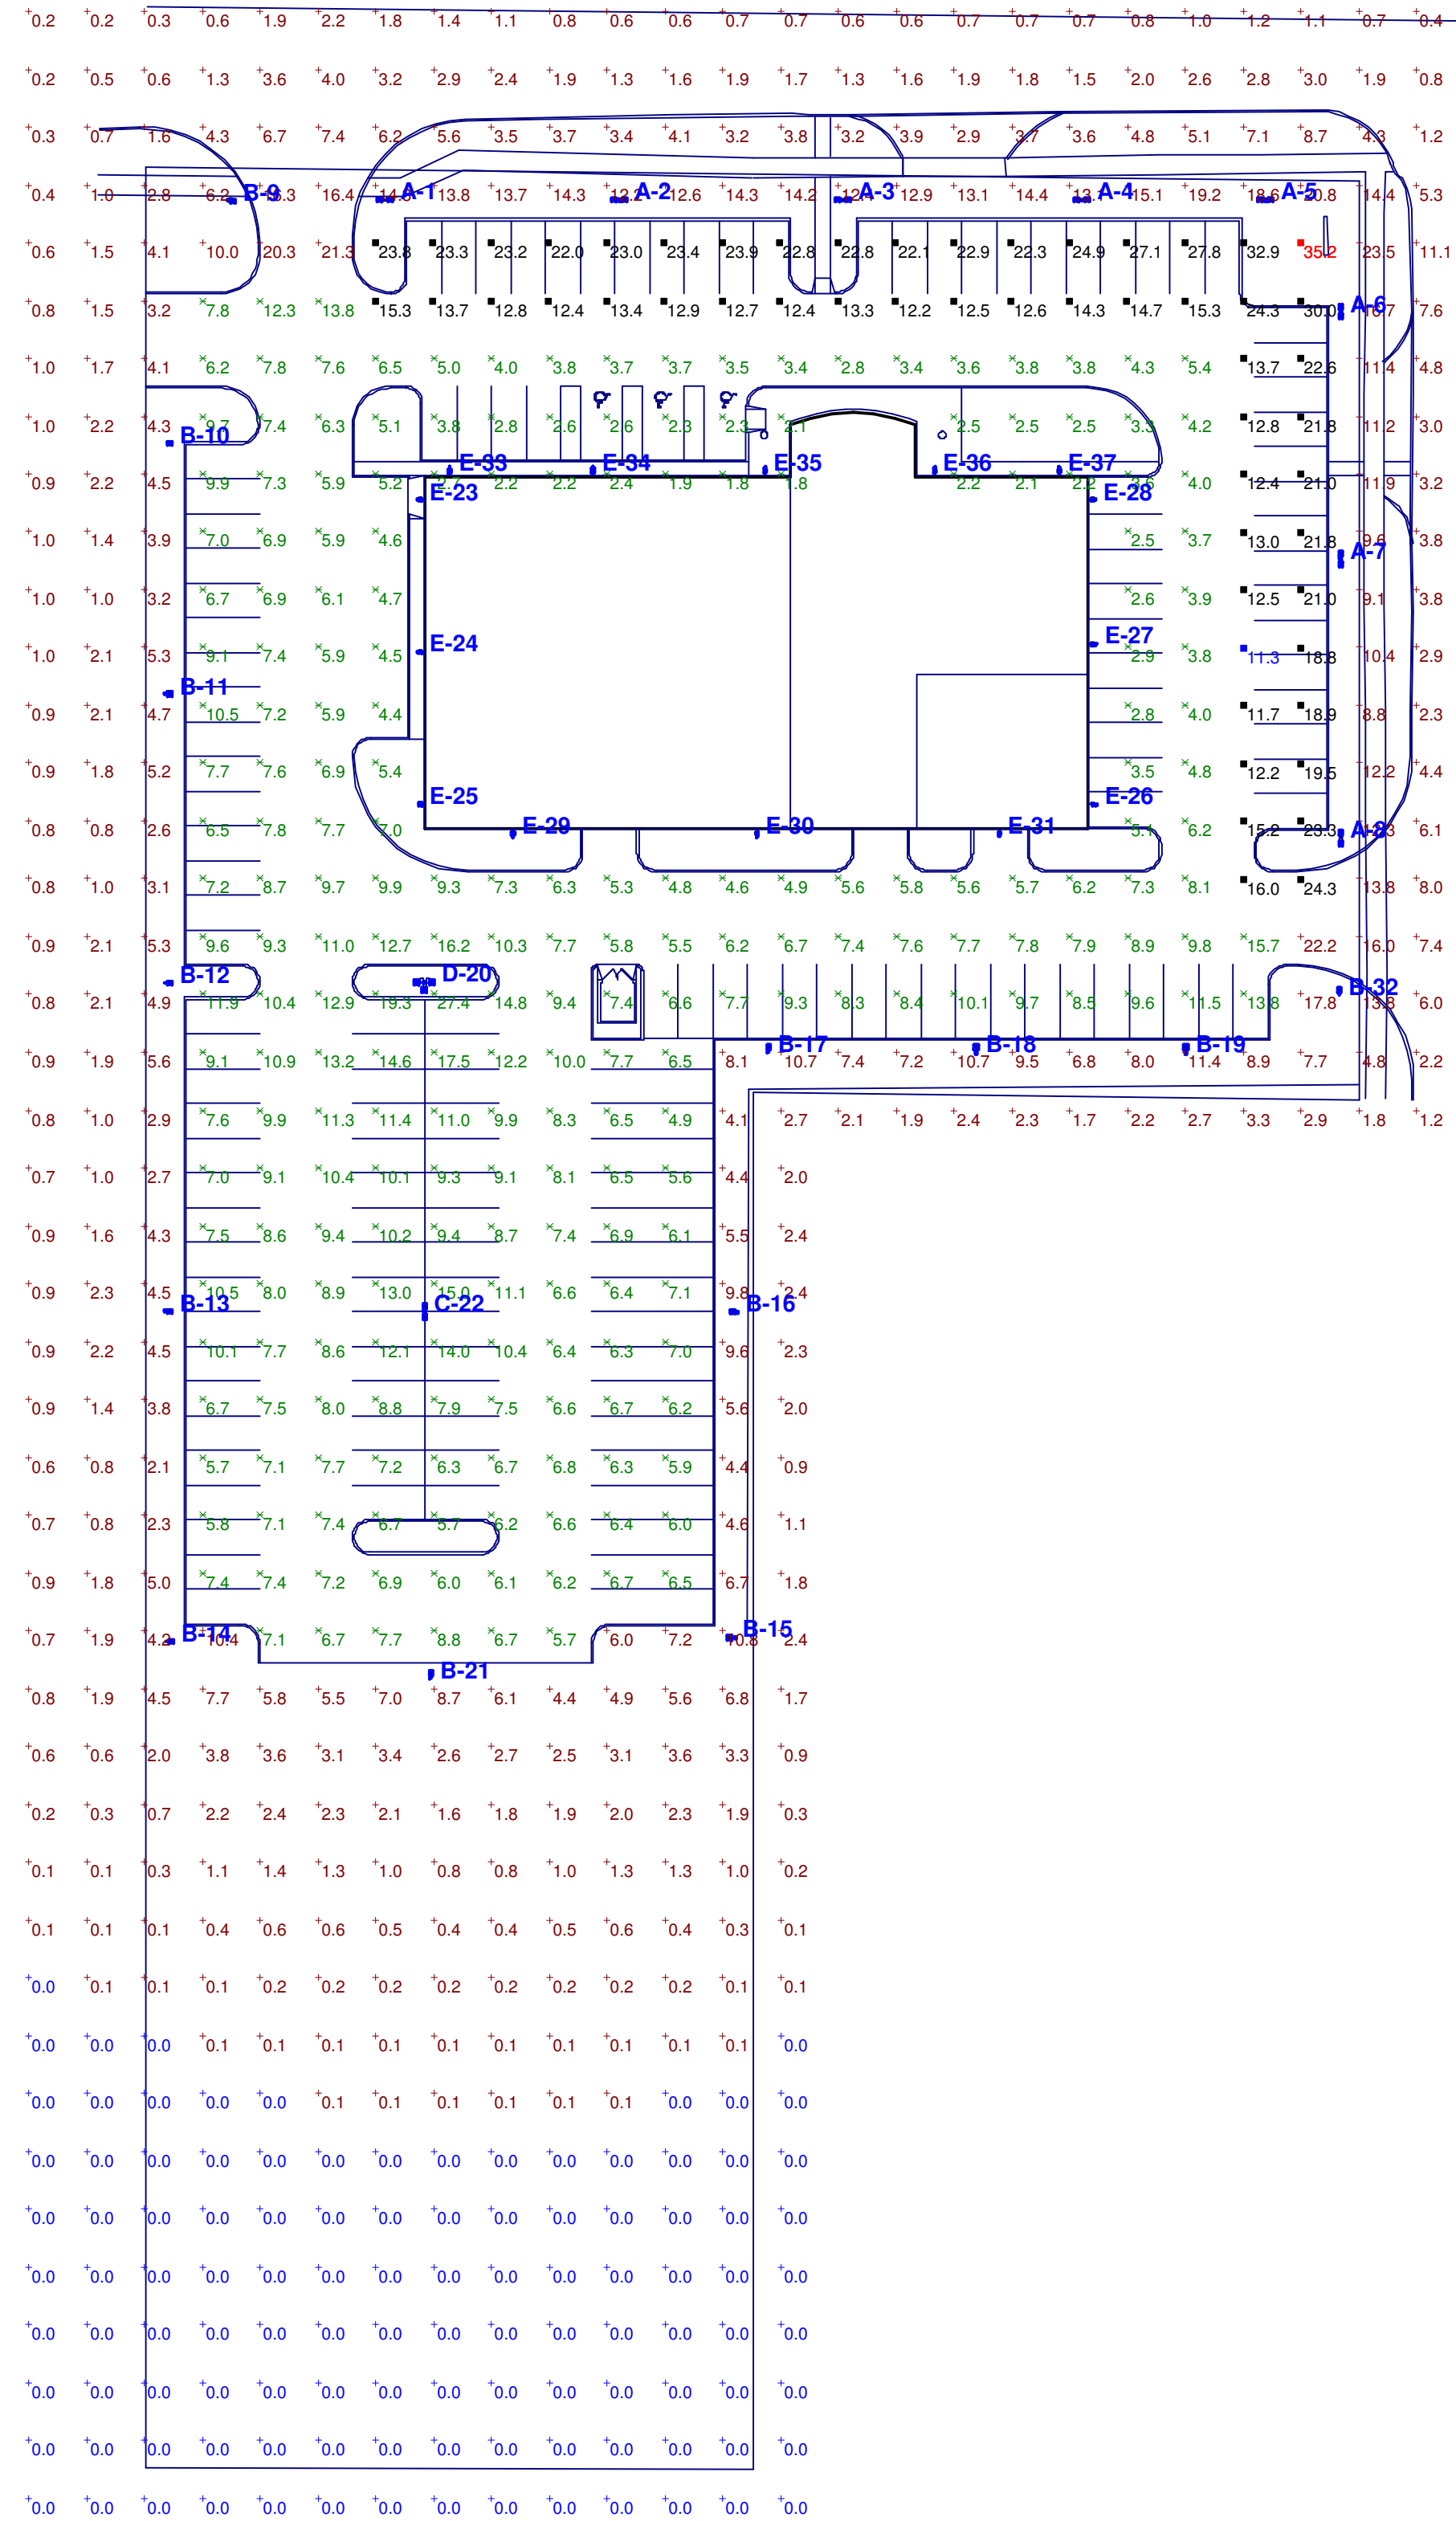 0.2 0.2 0.3 0.6 1.9 2.2 1.8 1.4 1.1 0.8 0.6 0.6 0.7 0.7 0.6 0.6 0.7 0.7 0.7 0.8 1.0 1.2 1.1 0.7 0.4
0.2 0.5 0.6 1.3 3.6 4.0 3.2 2.9 2.4 1.9 1.3 1.6 1.9 1.7 1.3 1.6 1.9 1.8 1.5 2.0 2.6 2.8 3.0 1.9 0.8
0.3 0.7 1.6 4.3 6.7 7.4 6.2 5.6 3.5 3.7 3.4 4.1 3.2 3.8 3.2 3.9 2.9 3.7 3.6 4.8 5.1 7.1 8.7 4.3 1.2
B-9 A-1 A-2 A-3 A-4 A-5
0.4 1.0 2.8 6.2 16.4 13.8 13.7 14.3 12.6 14.3 14.2 12.9 13.1 14.4 15.1 19.2 18.6 20.8 14.4 5.3
0.6 1.5 4.1 10.0 20.3 21.3 23.8 23.3 23.2 22.0 23.0 23.4 23.9 22.8 22.8 22.1 22.9 22.3 24.9 27.1 27.8 32.9 35.2 23.5 11.1
A-6
0.8 1.5 3.2 7.8 12.3 13.8 15.3 13.7 12.8 12.4 13.4 12.9 12.7 12.4 13.3 12.2 12.5 12.6 14.3 14.7 15.3 24.3 30.0 7.6
1.0 1.7 4.1 6.2 7.8 7.6 6.5 5.0 4.0 3.8 3.7 3.7 3.5 3.4 2.8 3.4 3.6 3.8 3.8 4.3 5.4 13.7 22.6 11.4 4.8
1.0 2.2 4.3 9.7 7.4 6.3 5.1 3.8 2.8 2.6 2.6 2.3 2.3 2.1 2.5 2.5 2.5 3.3 4.2 12.8 21.8 11.2 3.0
B-10
E-33 E-34 E-35 E-36 E-37
0.9 2.2 4.5 9.9 7.3 5.9 5.2 2.7 2.2 2.2 2.4 1.9 1.8 1.8 2.2 2.1 2.2 3.6 4.0 12.4 21.0 11.9 3.2
E-23 E-28
1.0 1.4 3.9 7.0 6.9 5.9 4.6 2.5 3.7 13.0 21.8 9.6 3.8
A-7
1.0 1.0 3.2 6.7 6.9 6.1 4.7 2.6 3.9 12.5 21.0 9.1 3.8
E-24 E-27
1.0 2.1 5.3 9.1 7.4 5.9 4.5 2.9 3.8 11.3 18.8 10.4 2.9
B-11
0.9 2.1 4.7 10.5 7.2 5.9 4.4 2.8 4.0 11.7 18.9 8.8 2.3
0.9 1.8 5.2 7.7 7.6 6.9 5.4 3.5 4.8 12.2 19.5 12.2 4.4
E-25 E-26
E-29 E-30 E-31 A-8
0.8 0.8 2.6 6.5 7.8 7.7 7.0 5.1 6.2 15.2 23.3 6.1
0.8 1.0 3.1 7.2 8.7 9.7 9.9 9.3 7.3 6.3 5.3 4.8 4.6 4.9 5.6 5.8 5.6 5.7 6.2 7.3 8.1 16.0 24.3 13.8 8.0
0.9 2.1 5.3 9.6 9.3 11.0 12.7 16.2 10.3 7.7 5.8 5.5 6.2 6.7 7.4 7.6 7.7 7.8 7.9 8.9 9.8 15.7 22.2 16.0 7.4
B-12 D-20 B-32
0.8 2.1 4.9 11.9 10.4 12.9 19.3 27.4 14.8 9.4 7.4 6.6 7.7 9.3 8.3 8.4 10.1 9.7 8.5 9.6 11.5 13.8 17.8 13.8 6.0
B-17 B-18 B-19
0.9 1.9 5.6 9.1 10.9 13.2 14.6 17.5 12.2 10.0 7.7 6.5 8.1 10.7 7.4 7.2 10.7 9.5 6.8 8.0 11.4 8.9 7.7 4.8 2.2
0.8 1.0 2.9 7.6 9.9 11.3 11.4 11.0 9.9 8.3 6.5 4.9 4.1 2.7 2.1 1.9 2.4 2.3 1.7 2.2 2.7 3.3 2.9 1.8 1.2
0.7 1.0 2.7 7.0 9.1 10.4 10.1 9.3 9.1 8.1 6.5 5.6 4.4 2.0
0.9 1.6 4.3 7.5 8.6 9.4 10.2 9.4 8.7 7.4 6.9 6.1 5.5 2.4
0.9 2.3 4.5 10.5 8.0 8.9 13.0 15.0 11.1 6.6 6.4 7.1 9.8 2.4
B-13 C-22 B-16
0.9 2.2 4.5 10.1 7.7 8.6 12.1 14.0 10.4 6.4 6.3 7.0 9.6 2.3
0.9 1.4 3.8 6.7 7.5 8.0 8.8 7.9 7.5 6.6 6.7 6.2 5.6 2.0
0.6 0.8 2.1 5.7 7.1 7.7 7.2 6.3 6.7 6.8 6.3 5.9 4.4 0.9
0.7 0.8 2.3 5.8 7.1 7.4 6.7 5.7 6.2 6.6 6.4 6.0 4.6 1.1
0.9 1.8 5.0 7.4 7.4 7.2 6.9 6.0 6.1 6.2 6.7 6.5 6.7 1.8
B-14 B-15
0.7 1.9 4.2 10.4 7.1 6.7 7.7 8.8 6.7 5.7 6.0 7.2 10.8 2.4
B-21
0.8 1.9 4.5 7.7 5.8 5.5 7.0 8.7 6.1 4.4 4.9 5.6 6.8 1.7
0.6 0.6 2.0 3.8 3.6 3.1 3.4 2.6 2.7 2.5 3.1 3.6 3.3 0.9
0.2 0.3 0.7 2.2 2.4 2.3 2.1 1.6 1.8 1.9 2.0 2.3 1.9 0.3
0.1 0.1 0.3 1.1 1.4 1.3 1.0 0.8 0.8 1.0 1.3 1.3 1.0 0.2
0.1 0.1 0.1 0.4 0.6 0.6 0.5 0.4 0.4 0.5 0.6 0.4 0.3 0.1
0.0 0.1 0.1 0.1 0.2 0.2 0.2 0.2 0.2 0.2 0.2 0.2 0.1 0.1
0.0 0.0 0.0 0.1 0.1 0.1 0.1 0.1 0.1 0.1 0.1 0.1 0.1 0.0
0.0 0.0 0.0 0.0 0.0 0.1 0.1 0.1 0.1 0.1 0.1 0.0 0.0 0.0
0.0 0.0 0.0 0.0 0.0 0.0 0.0 0.0 0.0 0.0 0.0 0.0 0.0 0.0
0.0 0.0 0.0 0.0 0.0 0.0 0.0 0.0 0.0 0.0 0.0 0.0 0.0 0.0
0.0 0.0 0.0 0.0 0.0 0.0 0.0 0.0 0.0 0.0 0.0 0.0 0.0 0.0
0.0 0.0 0.0 0.0 0.0 0.0 0.0 0.0 0.0 0.0 0.0 0.0 0.0 0.0
0.0 0.0 0.0 0.0 0.0 0.0 0.0 0.0 0.0 0.0 0.0 0.0 0.0 0.0
0.0 0.0 0.0 0.0 0.0 0.0 0.0 0.0 0.0 0.0 0.0 0.0 0.0 0.0
0.0 0.0 0.0 0.0 0.0 0.0 0.0 0.0 0.0 0.0 0.0 0.0 0.0 0.0